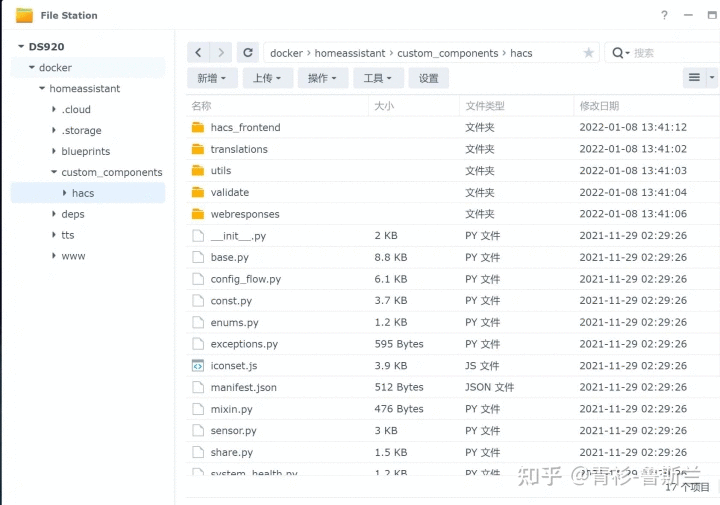 File Station
DS920
docker
homeassistant
.cloud
.storage
blueprints
custom_components
hacs
deps
tts
www
docker › homeassistant › custom_components › hacs
搜索
新增 上传 操作 工具 设置
名称 大小 文件类型 修改日期
hacs_frontend 文件夹 2022-01-08 13:41:12
translations 文件夹 2022-01-08 13:41:02
utils 文件夹 2022-01-08 13:41:03
validate 文件夹 2022-01-08 13:41:04
webresponses 文件夹 2022-01-08 13:41:06
__init__.py 2 KB PY 文件 2021-11-29 02:29:26
base.py 8.8 KB PY 文件 2021-11-29 02:29:26
config_flow.py 6.1 KB PY 文件 2021-11-29 02:29:26
const.py 3.7 KB PY 文件 2021-11-29 02:29:26
enums.py 1.2 KB PY 文件 2021-11-29 02:29:26
exceptions.py 595 Bytes PY 文件 2021-11-29 02:29:26
iconset.js 3.9 KB JS 文件 2021-11-29 02:29:26
manifest.json 512 Bytes JSON 文件 2021-11-29 02:29:26
mixin.py 476 Bytes PY 文件 2021-11-29 02:29:26
sensor.py 3 KB PY 文件 2021-11-29 02:29:26
share.py 1.5 KB PY 文件 2021-11-29 02:29:26
system_health.py 1.2 KB PY 文件 2021-11-29 02:29:26
知乎 @青杉-鲁斯兰
17 个项目